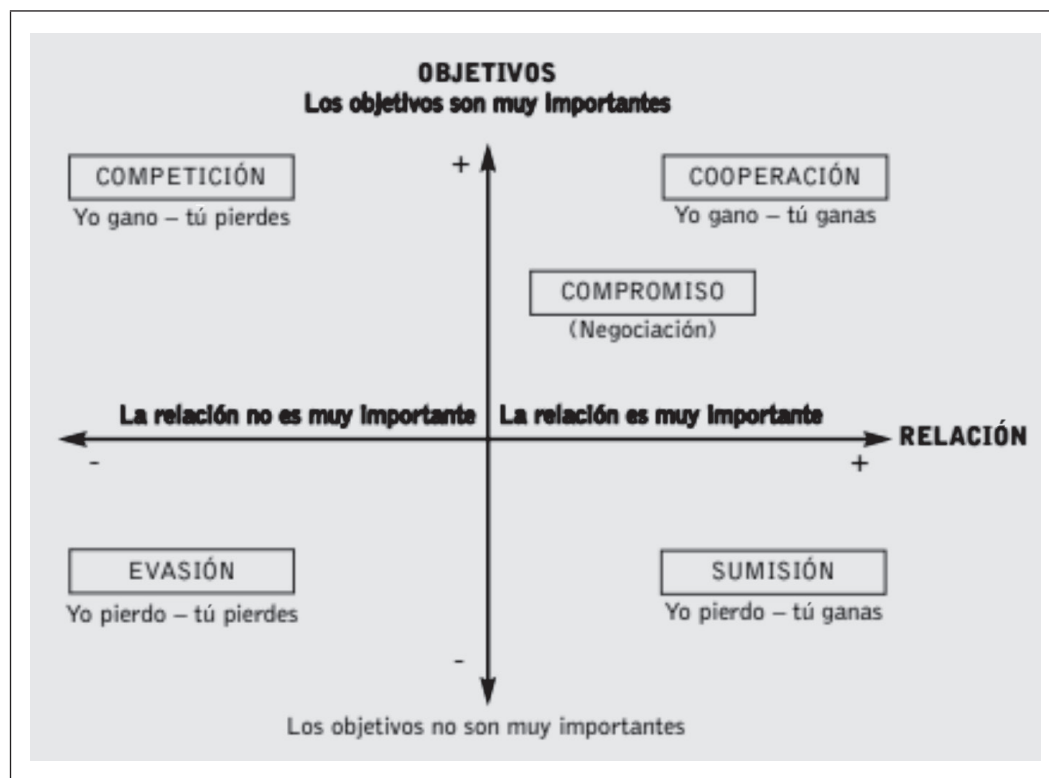 OBJETIVOS
Los objetivos son muy importantes
+
COMPETICIÓN
Yo gano – tú pierdes
COOPERACIÓN
Yo gano – tú ganas
COMPROMISO
(Negociación)
La relación no es muy importante
La relación es muy importante
RELACIÓN
-
+
EVASIÓN
Yo pierdo – tú pierdes
SUMISIÓN
Yo pierdo – tú ganas
-
Los objetivos no son muy importantes